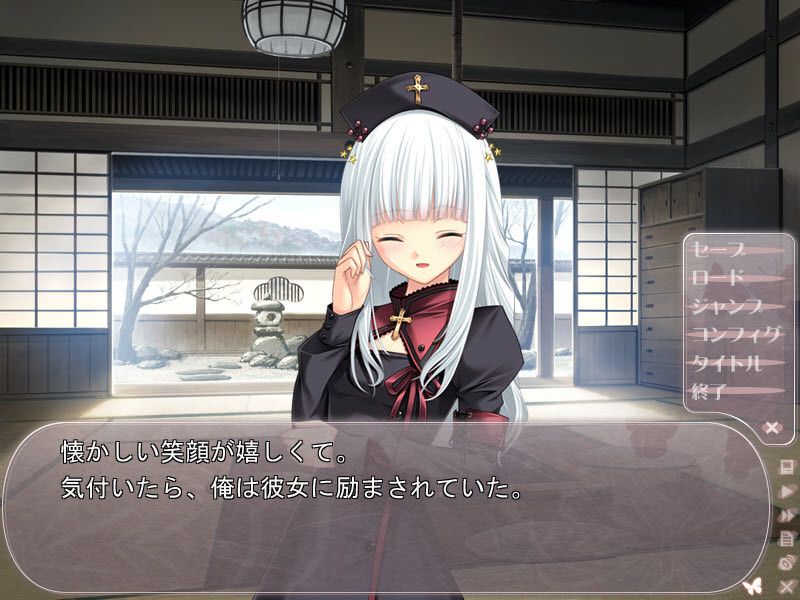 懐かしい笑顔が嬉しくて。
気付いたら、俺は彼女に励まされていた。
セーブ
ロード
ジャンプ
コンフィグ
タイトル
終了